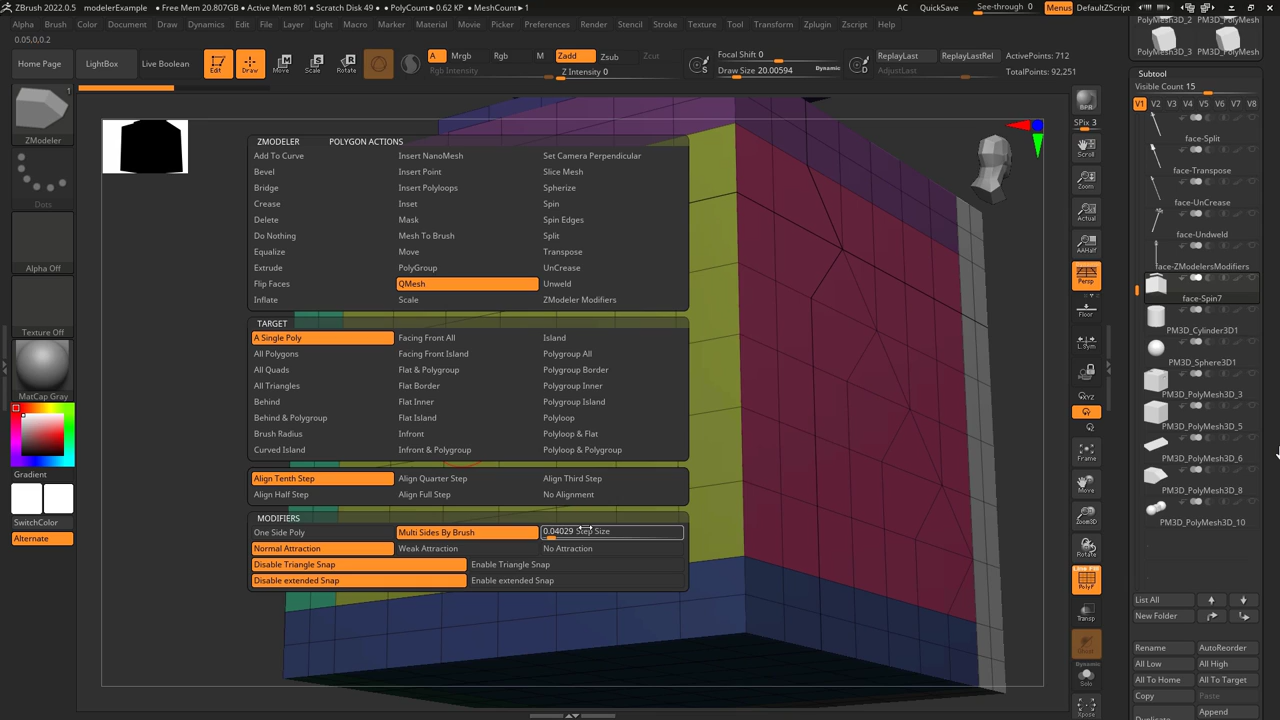 ZBrush 2022.0.5 modelerExample • Free Mem 20.807GB • Active Mem 801 • Scratch Disk 49 • PolyCount▸0.62 KP • MeshCount▸1
AC QuickSave See-through 0 Menus DefaultZScript
Alpha Brush Color Document Draw Dynamics Edit File Layer Light Macro Marker Material Movie Picker Preferences Render Stencil Stroke Texture Tool Transform Zplugin Zscript Help
0.05,0,0.2
Home Page LightBox Live Boolean Edit Draw Move Scale Rotate
A Mrgb Rgb M Zadd Zsub Zcut
Rgb Intensity Z Intensity 0
Focal Shift 0
Draw Size 20.00594 Dynamic
ReplayLast ReplayLastRel ActivePoints: 712
AdjustLast TotalPoints: 92,251
1
ZModeler
Dots
Alpha Off
Texture Off
MatCap Gray
Gradient
SwitchColor
Alternate
ZMODELER POLYGON ACTIONS
Add To Curve Insert NanoMesh Set Camera Perpendicular
Bevel Insert Point Slice Mesh
Bridge Insert Polyloops Spherize
Crease Inset Spin
Delete Mask Spin Edges
Do Nothing Mesh To Brush Split
Equalize Move Transpose
Extrude PolyGroup UnCrease
Flip Faces QMesh Unweld
Inflate Scale ZModeler Modifiers
TARGET
A Single Poly Facing Front All Island
All Polygons Facing Front Island Polygroup All
All Quads Flat & Polygroup Polygroup Border
All Triangles Flat Border Polygroup Inner
Behind Flat Inner Polygroup Island
Behind & Polygroup Flat Island Polyloop
Brush Radius Infront Polyloop & Flat
Curved Island Infront & Polygroup Polyloop & Polygroup
Align Tenth Step Align Quarter Step Align Third Step
Align Half Step Align Full Step No Alignment
MODIFIERS
One Side Poly Multi Sides By Brush 0.04029 Step Size
Normal Attraction Weak Attraction No Attraction
Disable Triangle Snap Enable Triangle Snap
Disable extended Snap Enable extended Snap
BPR
SPix 3
Scroll
Zoom
Actual
AAHalf
Persp
Floor
L.Sym
XYZ
Frame
Move
Zoom3D
Rotate
Line Fill
PolyF
Transp
Ghost
Dynamic
Solo
Xpose
PolyMesh3D_2 PM3D_PolyMesh
PolyMesh3D_3 PM3D_PolyMesh
Subtool
Visible Count 15
V1 V2 V3 V4 V5 V6 V7 V8
face-Split
face-Transpose
face-UnCrease
face-Undweld
face-ZModelersModifiers
face-Spin7
PM3D_Cylinder3D1
PM3D_Sphere3D1
PM3D_PolyMesh3D_3
PM3D_PolyMesh3D_5
PM3D_PolyMesh3D_6
PM3D_PolyMesh3D_8
PM3D_PolyMesh3D_10
List All
New Folder
Rename AutoReorder
All Low All High
All To Home All To Target
Copy Paste
Duplicate Append